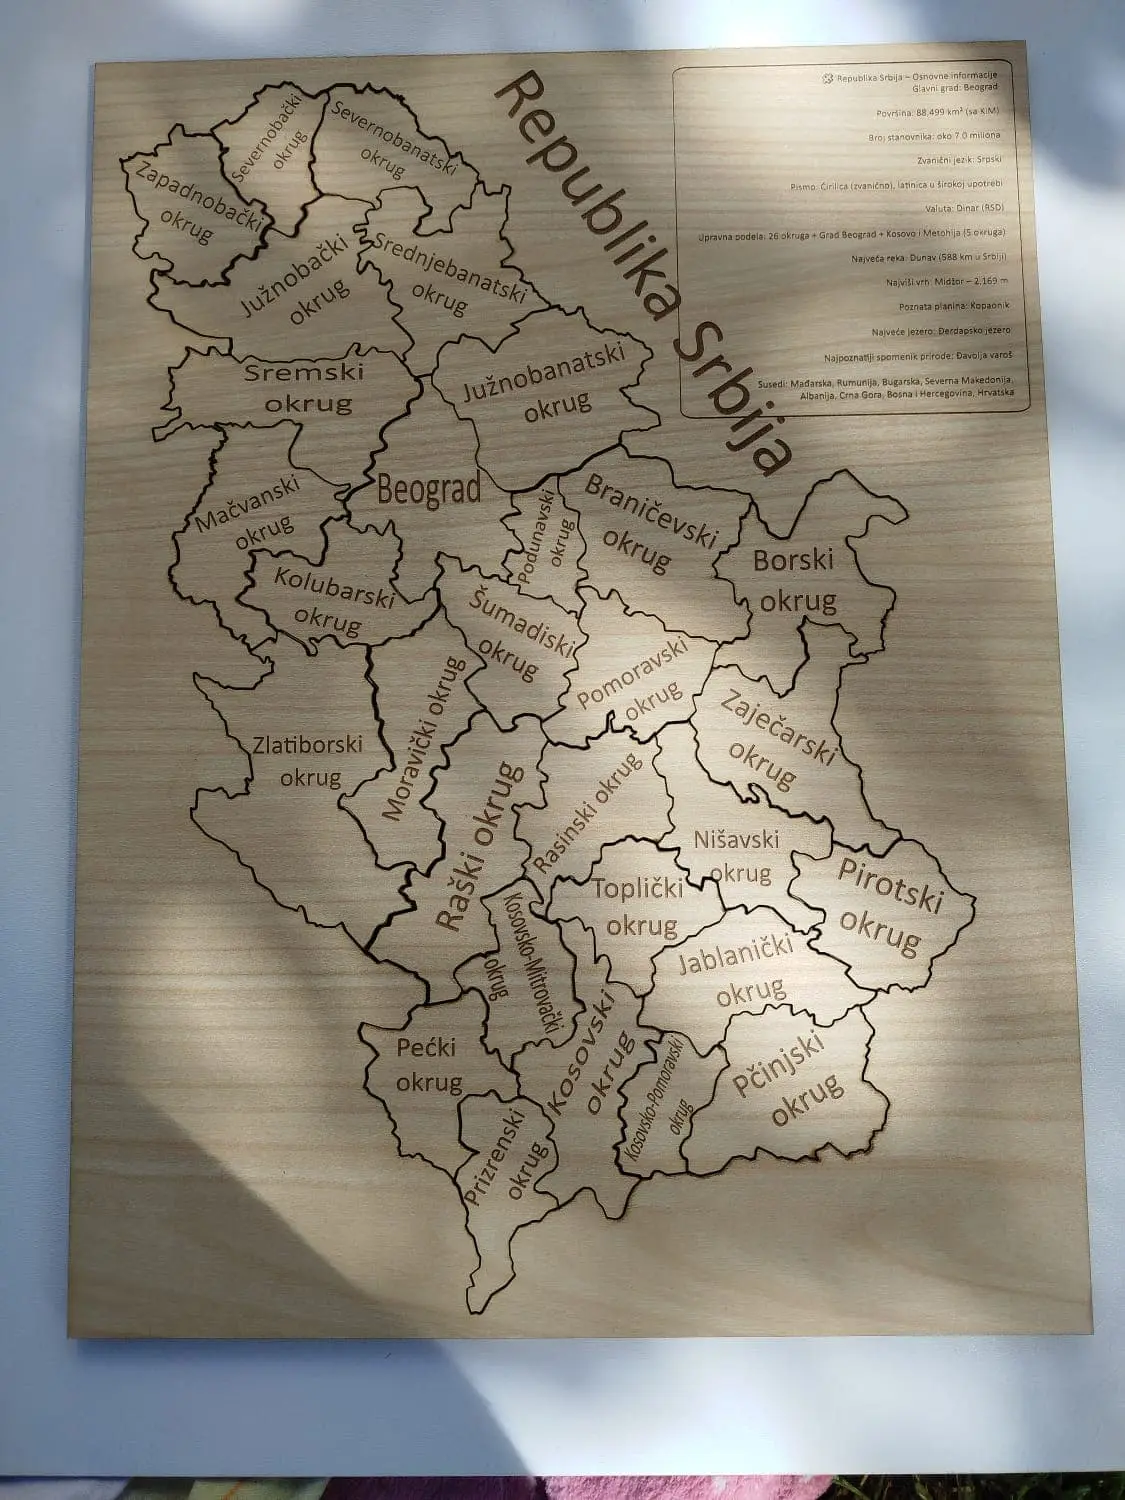 Republika Srbija
Republika Srbija – Osnovne informacije
Glavni grad: Beograd
Površina: 88.499 km² (sa KiM)
Broj stanovnika: oko 7.0 miliona
Zvanični jezik: Srpski
Pismo: Ćirilica (zvanično), latinica u širokoj upotrebi
Valuta: Dinar (RSD)
Upravna podela: 26 okruga + Grad Beograd + Kosovo i Metohija (5 okruga)
Najveća reka: Dunav (588 km u Srbiji)
Najviši vrh: Midžor – 2.169 m
Poznata planina: Kopaonik
Najveće jezero: Đerdapsko jezero
Najpoznatiji spomenik prirode: Đavolja varoš
Susedi: Mađarska, Rumunija, Bugarska, Severna Makedonija,
Albanija, Crna Gora, Bosna i Hercegovina, Hrvatska
Severnobački
okrug
Severnobanatski
okrug
Zapadnobački
okrug
Južnobački
okrug
Srednjebanatski
okrug
Sremski
okrug
Južnobanatski
okrug
Mačvanski
okrug
Beograd
Podunavski
okrug
Braničevski
okrug
Borski
okrug
Kolubarski
okrug
Šumadiski
okrug
Pomoravski
okrug
Zlatiborski
okrug
Moravički okrug
Raški okrug
Rasinski okrug
Zaječarski
okrug
Nišavski
okrug
Toplički
okrug
Pirotski
okrug
Kosovsko-Mitrovački
okrug
Jablanički
okrug
Pećki
okrug
Kosovski
okrug
Kosovsko-Pomoravski
okrug
Pčinjski
okrug
Prizrenski
okrug